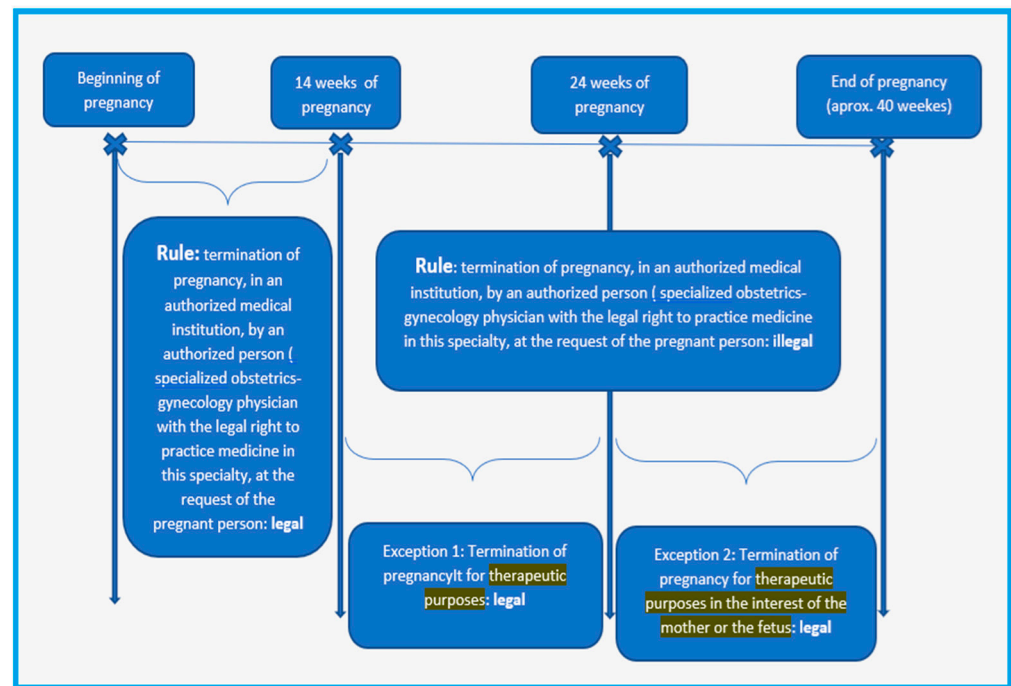 Beginning of
pregnancy
14 weeks of
pregnancy
24 weeks of
pregnancy
End of pregnancy
(aprox. 40 weekes)
Rule: termination of
pregnancy, in an
authorized medical
institution, by an
authorized person (
specialized obstetrics-
gynecology physician
with the legal right to
practice medicine in
this specialty, at the
request of the
pregnant person: legal
Rule: termination of pregnancy, in an authorized medical
institution, by an authorized person ( specialized obstetrics-
gynecology physician with the legal right to practice medicine
in this specialty, at the request of the pregnant person: illegal
Exception 1: Termination of
pregnancylt for therapeutic
purposes: legal
Exception 2: Termination of
pregnancy for therapeutic
purposes in the interest of the
mother or the fetus: legal